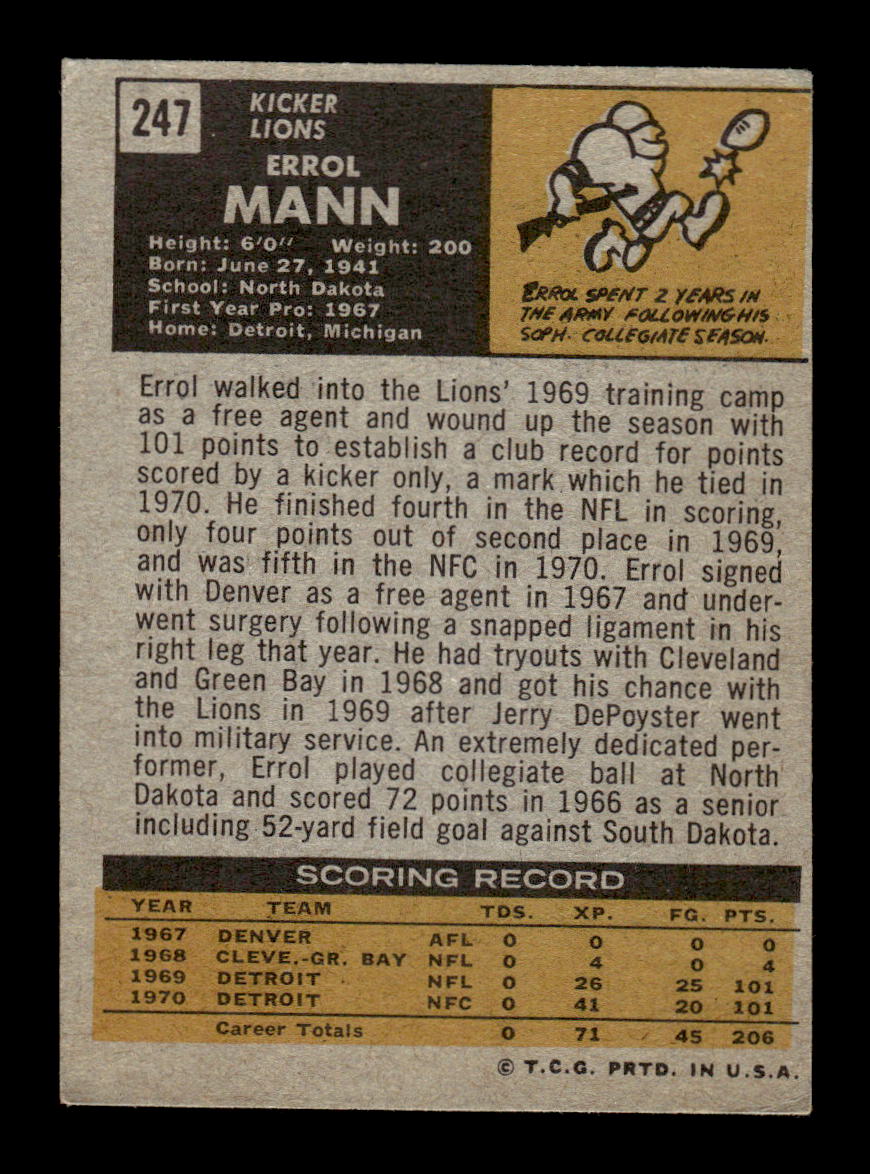 247
KICKER
LIONS
ERROL
MANN
Height: 6'0" Weight: 200
Born: June 27, 1941
School: North Dakota
First Year Pro: 1967
Home: Detroit, Michigan
ERROL SPENT 2 YEARS IN
THE ARMY FOLLOWING HIS
SOPH. COLLEGIATE SEASON.
Errol walked into the Lions' 1969 training camp
as a free agent and wound up the season with
101 points to establish a club record for points
scored by a kicker only, a mark which he tied in
1970. He finished fourth in the NFL in scoring,
only four points out of second place in 1969,
and was fifth in the NFC in 1970. Errol signed
with Denver as a free agent in 1967 and under-
went surgery following a snapped ligament in his
right leg that year. He had tryouts with Cleveland
and Green Bay in 1968 and got his chance with
the Lions in 1969 after Jerry DePoyster went
into military service. An extremely dedicated per-
former, Errol played collegiate ball at North
Dakota and scored 72 points in 1966 as a senior
including 52-yard field goal against South Dakota.
SCORING RECORD
YEAR TEAM TDS. XP. FG. PTS.
1967 DENVER AFL 0 0 0 0
1968 CLEVE.-GR. BAY NFL 0 4 0 4
1969 DETROIT NFL 0 26 25 101
1970 DETROIT NFC 0 41 20 101
Career Totals 0 71 45 206
© T.C.G. PRTD. IN U.S.A.